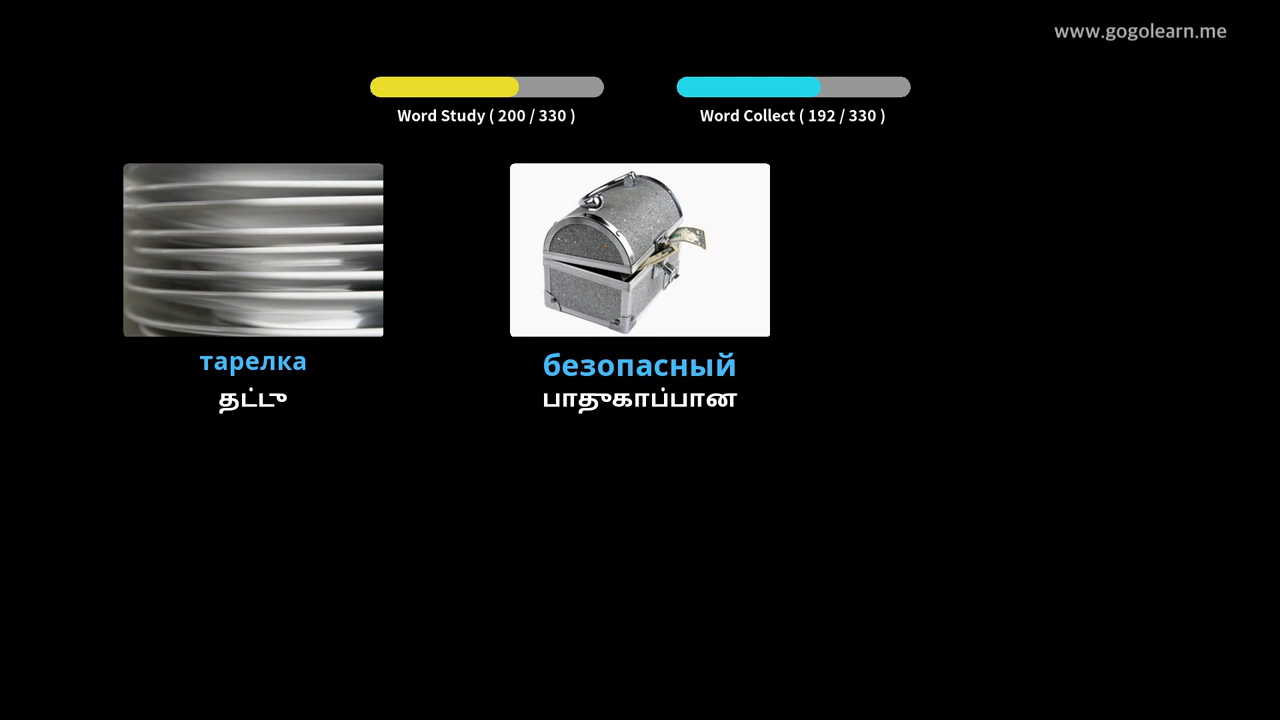 www.gogolearn.me
Word Study ( 200 / 330 )
Word Collect ( 192 / 330 )
тарелка
தட்டு
безопасный
பாதுகாப்பான